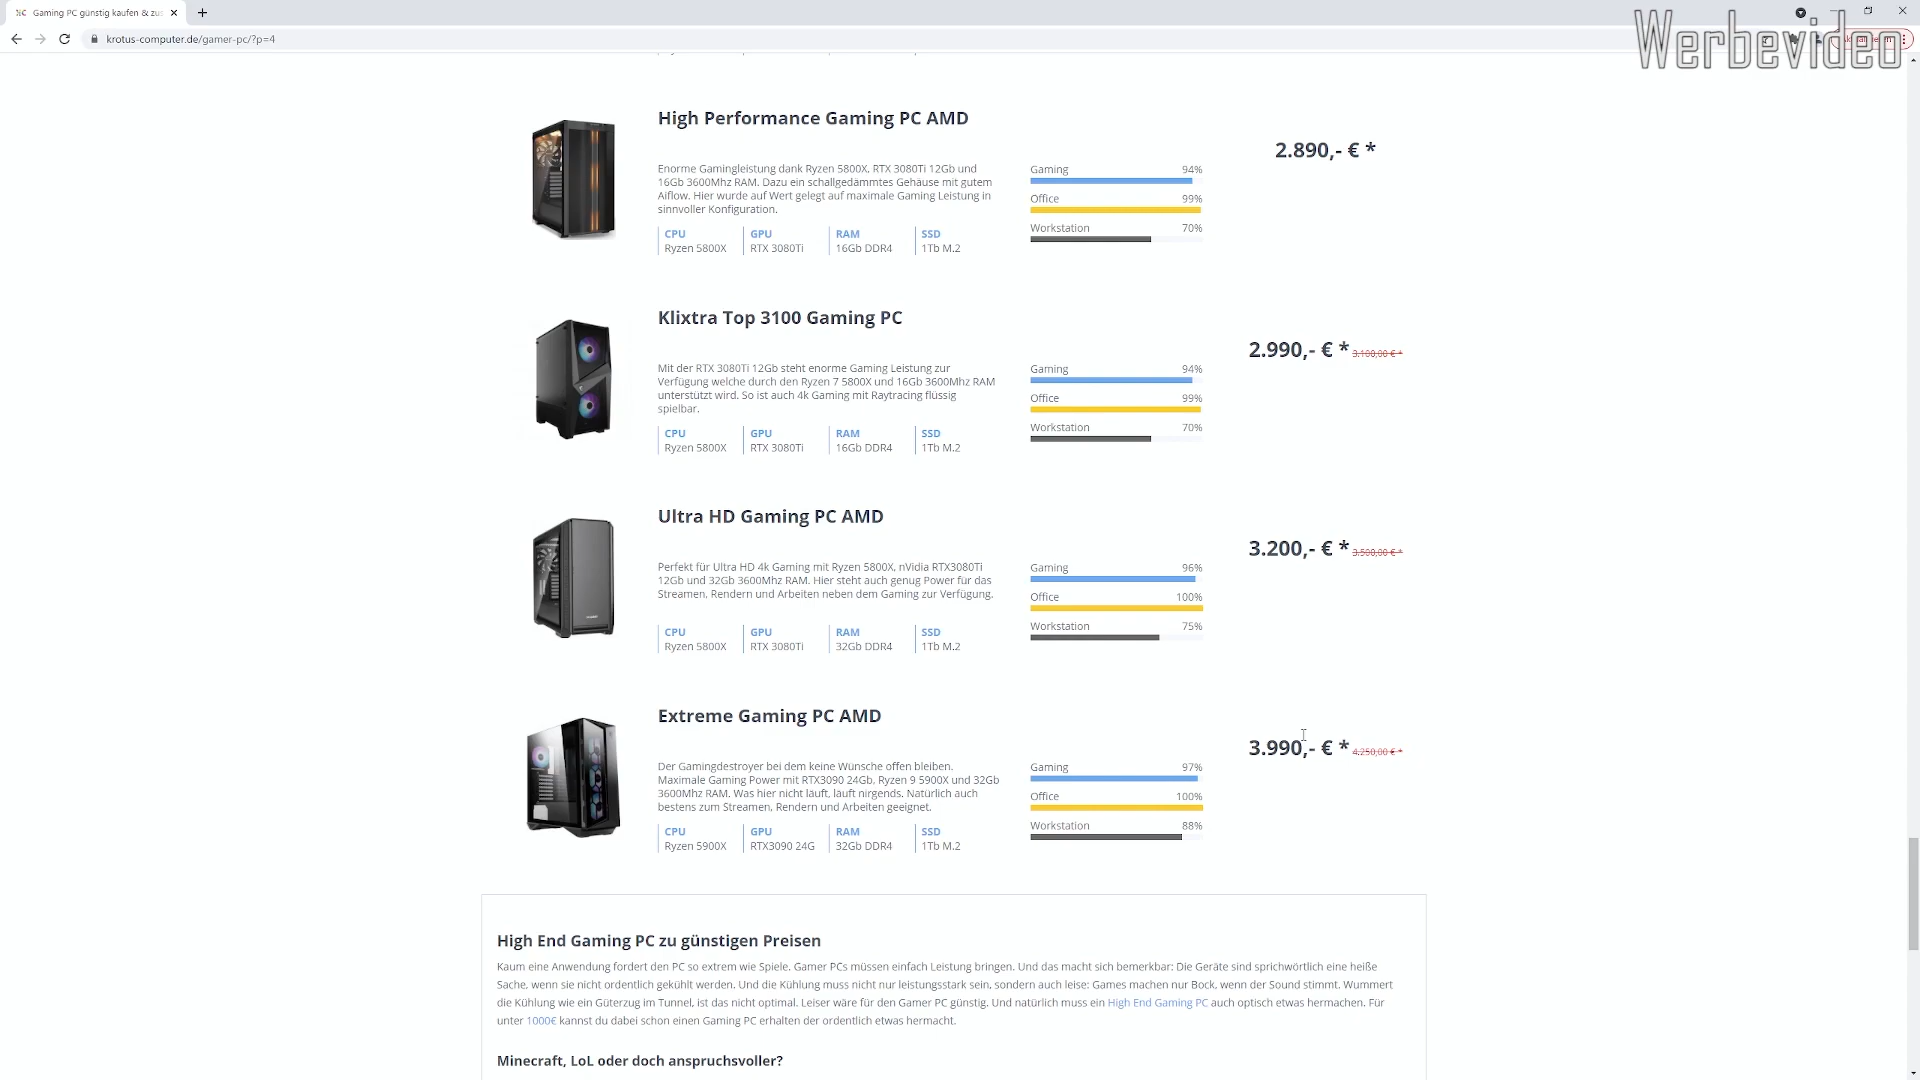 Gaming PC günstig kaufen & zu
krotus-computer.de/gamer-pc/?p=4
Werbevideo
High Performance Gaming PC AMD
2.890,- € *
Enorme Gamingleistung dank Ryzen 5800X, RTX 3080Ti 12Gb und
16Gb 3600Mhz RAM. Dazu ein schallgedämmtes Gehäuse mit gutem
Aiflow. Hier wurde auf Wert gelegt auf maximale Gaming Leistung in
sinnvoller Konfiguration.
Gaming 94%
Office 99%
Workstation 70%
CPU GPU RAM SSD
Ryzen 5800X RTX 3080Ti 16Gb DDR4 1Tb M.2
Klixtra Top 3100 Gaming PC
2.990,- € * 3.100,00 € *
Mit der RTX 3080Ti 12Gb steht enorme Gaming Leistung zur
Verfügung welche durch den Ryzen 7 5800X und 16Gb 3600Mhz RAM
unterstützt wird. So ist auch 4k Gaming mit Raytracing flüssig
spielbar.
Gaming 94%
Office 99%
Workstation 70%
CPU GPU RAM SSD
Ryzen 5800X RTX 3080Ti 16Gb DDR4 1Tb M.2
Ultra HD Gaming PC AMD
3.200,- € * 3.500,00 € *
Perfekt für Ultra HD 4k Gaming mit Ryzen 5800X, nVidia RTX3080Ti
12Gb und 32Gb 3600Mhz RAM. Hier steht auch genug Power für das
Streamen, Rendern und Arbeiten neben dem Gaming zur Verfügung.
Gaming 96%
Office 100%
Workstation 75%
CPU GPU RAM SSD
Ryzen 5800X RTX 3080Ti 32Gb DDR4 1Tb M.2
Extreme Gaming PC AMD
3.990,- € * 4.250,00 € *
Der Gamingdestroyer bei dem keine Wünsche offen bleiben.
Maximale Gaming Power mit RTX3090 24Gb, Ryzen 9 5900X und 32Gb
3600Mhz RAM. Was hier nicht läuft, läuft nirgends. Natürlich auch
bestens zum Streamen, Rendern und Arbeiten geeignet.
Gaming 97%
Office 100%
Workstation 88%
CPU GPU RAM SSD
Ryzen 5900X RTX3090 24G 32Gb DDR4 1Tb M.2
High End Gaming PC zu günstigen Preisen
Kaum eine Anwendung fordert den PC so extrem wie Spiele. Gamer PCs müssen einfach Leistung bringen. Und das macht sich bemerkbar: Die Geräte sind sprichwörtlich eine heiße
Sache, wenn sie nicht ordentlich gekühlt werden. Und die Kühlung muss nicht nur leistungsstark sein, sondern auch leise: Games machen nur Bock, wenn der Sound stimmt. Wummert
die Kühlung wie ein Güterzug im Tunnel, ist das nicht optimal. Leiser wäre für den Gamer PC günstig. Und natürlich muss ein High End Gaming PC auch optisch etwas hermachen. Für
unter 1000€ kannst du dabei schon einen Gaming PC erhalten der ordentlich etwas hermacht.
Minecraft, LoL oder doch anspruchsvoller?